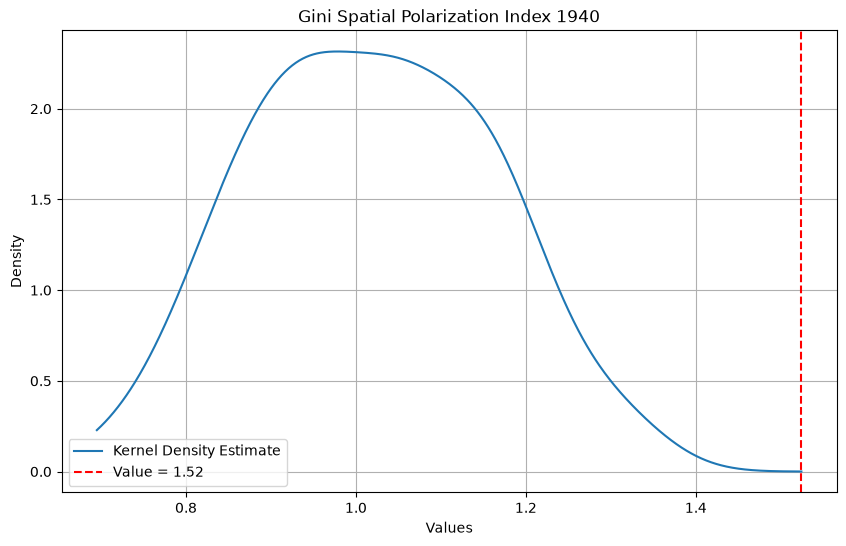 Gini Spatial Polarization Index 1940
Density
2.0
1.5
1.0
0.5
0.0
Kernel Density Estimate
Value = 1.52
0.8
1.0
1.2
1.4
Values